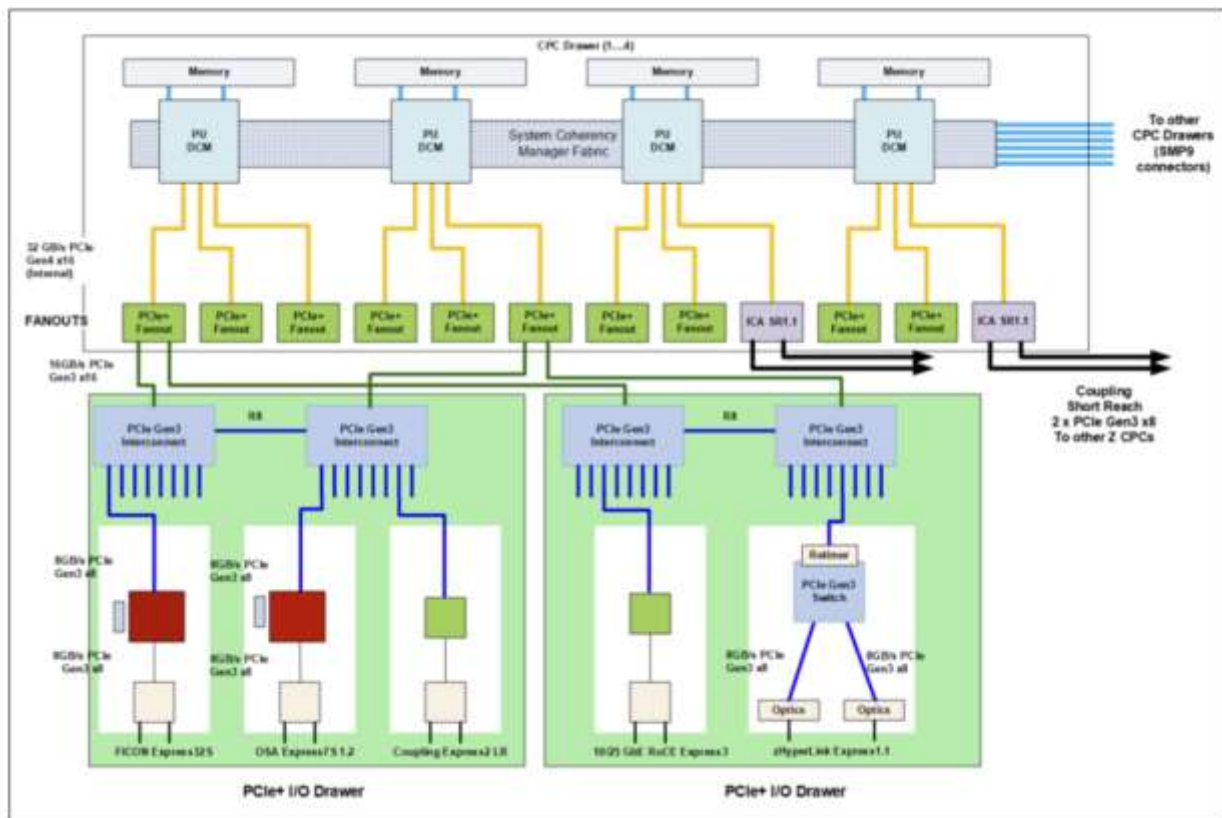 CPC Drawer (1...4)
Memory
Memory
Memory
Memory
PU
DCM
PU
DCM
System Coherency
Manager Fabric
PU
DCM
PU
DCM
To other
CPC Drawers
(SMP9
connectors)
32 GB/s PCIe
Gen4 x16
(Internal)
FANOUTS
PCIe+
Fanout
PCIe+
Fanout
PCIe+
Fanout
PCIe+
Fanout
PCIe+
Fanout
PCIe+
Fanout
PCIe+
Fanout
PCIe+
Fanout
ICA SR1.1
PCIe+
Fanout
PCIe+
Fanout
ICA SR1.1
16GB/s PCIe
Gen3 x16
Coupling
Short Reach
2 x PCIe Gen3 x8
To other Z CPCs
PCIe Gen3
Interconnect
RII
PCIe Gen3
Interconnect
PCIe Gen3
Interconnect
RII
PCIe Gen3
Interconnect
8GB/s PCIe
Gen3 x8
8GB/s PCIe
Gen3 x8
Retimer
PCIe Gen3
Switch
8GB/s PCIe
Gen3 x8
8GB/s PCIe
Gen3 x8
8GB/s PCIe
Gen3 x8
8GB/s PCIe
Gen3 x8
Optics
Optics
FICON Express32S
OSA Express7S 1.2
Coupling Express2 LR
10/25 GbE RoCE Express3
zHyperLink Express1.1
PCIe+ I/O Drawer
PCIe+ I/O Drawer